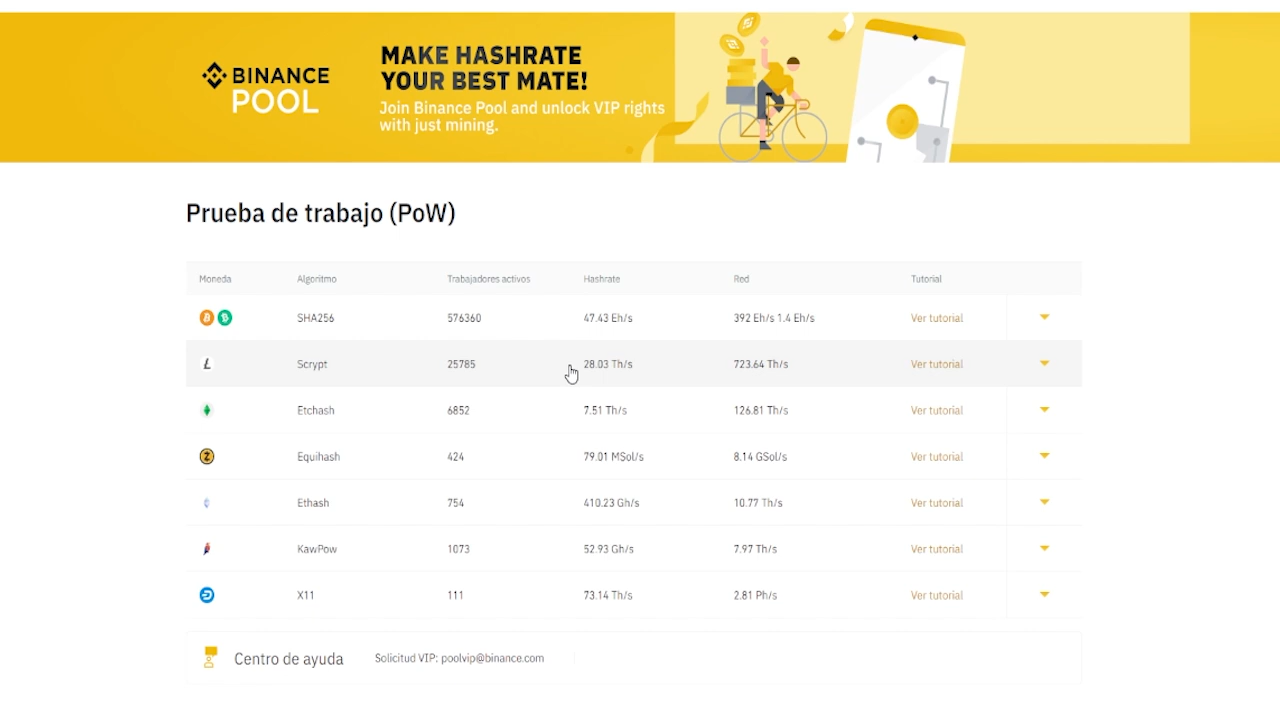 BINANCE
POOL
MAKE HASHRATE
YOUR BEST MATE!
Join Binance Pool and unlock VIP rights
with just mining.
Prueba de trabajo (PoW)
Moneda Algoritmo Trabajadores activos Hashrate Red Tutorial
SHA256 576360 47.43 Eh/s 392 Eh/s 1.4 Eh/s Ver tutorial
Scrypt 25785 28.03 Th/s 723.64 Th/s Ver tutorial
Etchash 6852 7.51 Th/s 126.81 Th/s Ver tutorial
Equihash 424 79.01 MSol/s 8.14 GSol/s Ver tutorial
Ethash 754 410.23 Gh/s 10.77 Th/s Ver tutorial
KawPow 1073 52.93 Gh/s 7.97 Th/s Ver tutorial
X11 111 73.14 Th/s 2.81 Ph/s Ver tutorial
Centro de ayuda Solicitud VIP: poolvip@binance.com